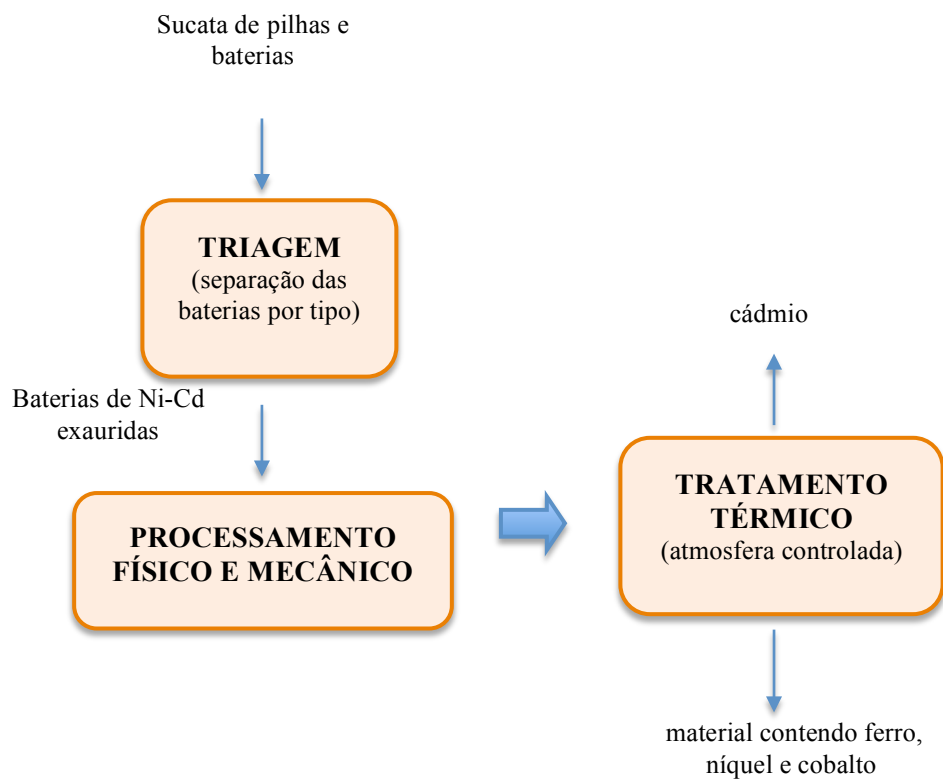 Sucata de pilhas e
baterias
TRIAGEM
(separação das
baterias por tipo)
Baterias de Ni-Cd
exauridas
PROCESSAMENTO
FÍSICO E MECÂNICO
cádmio
TRATAMENTO
TÉRMICO
(atmosfera controlada)
material contendo ferro,
níquel e cobalto